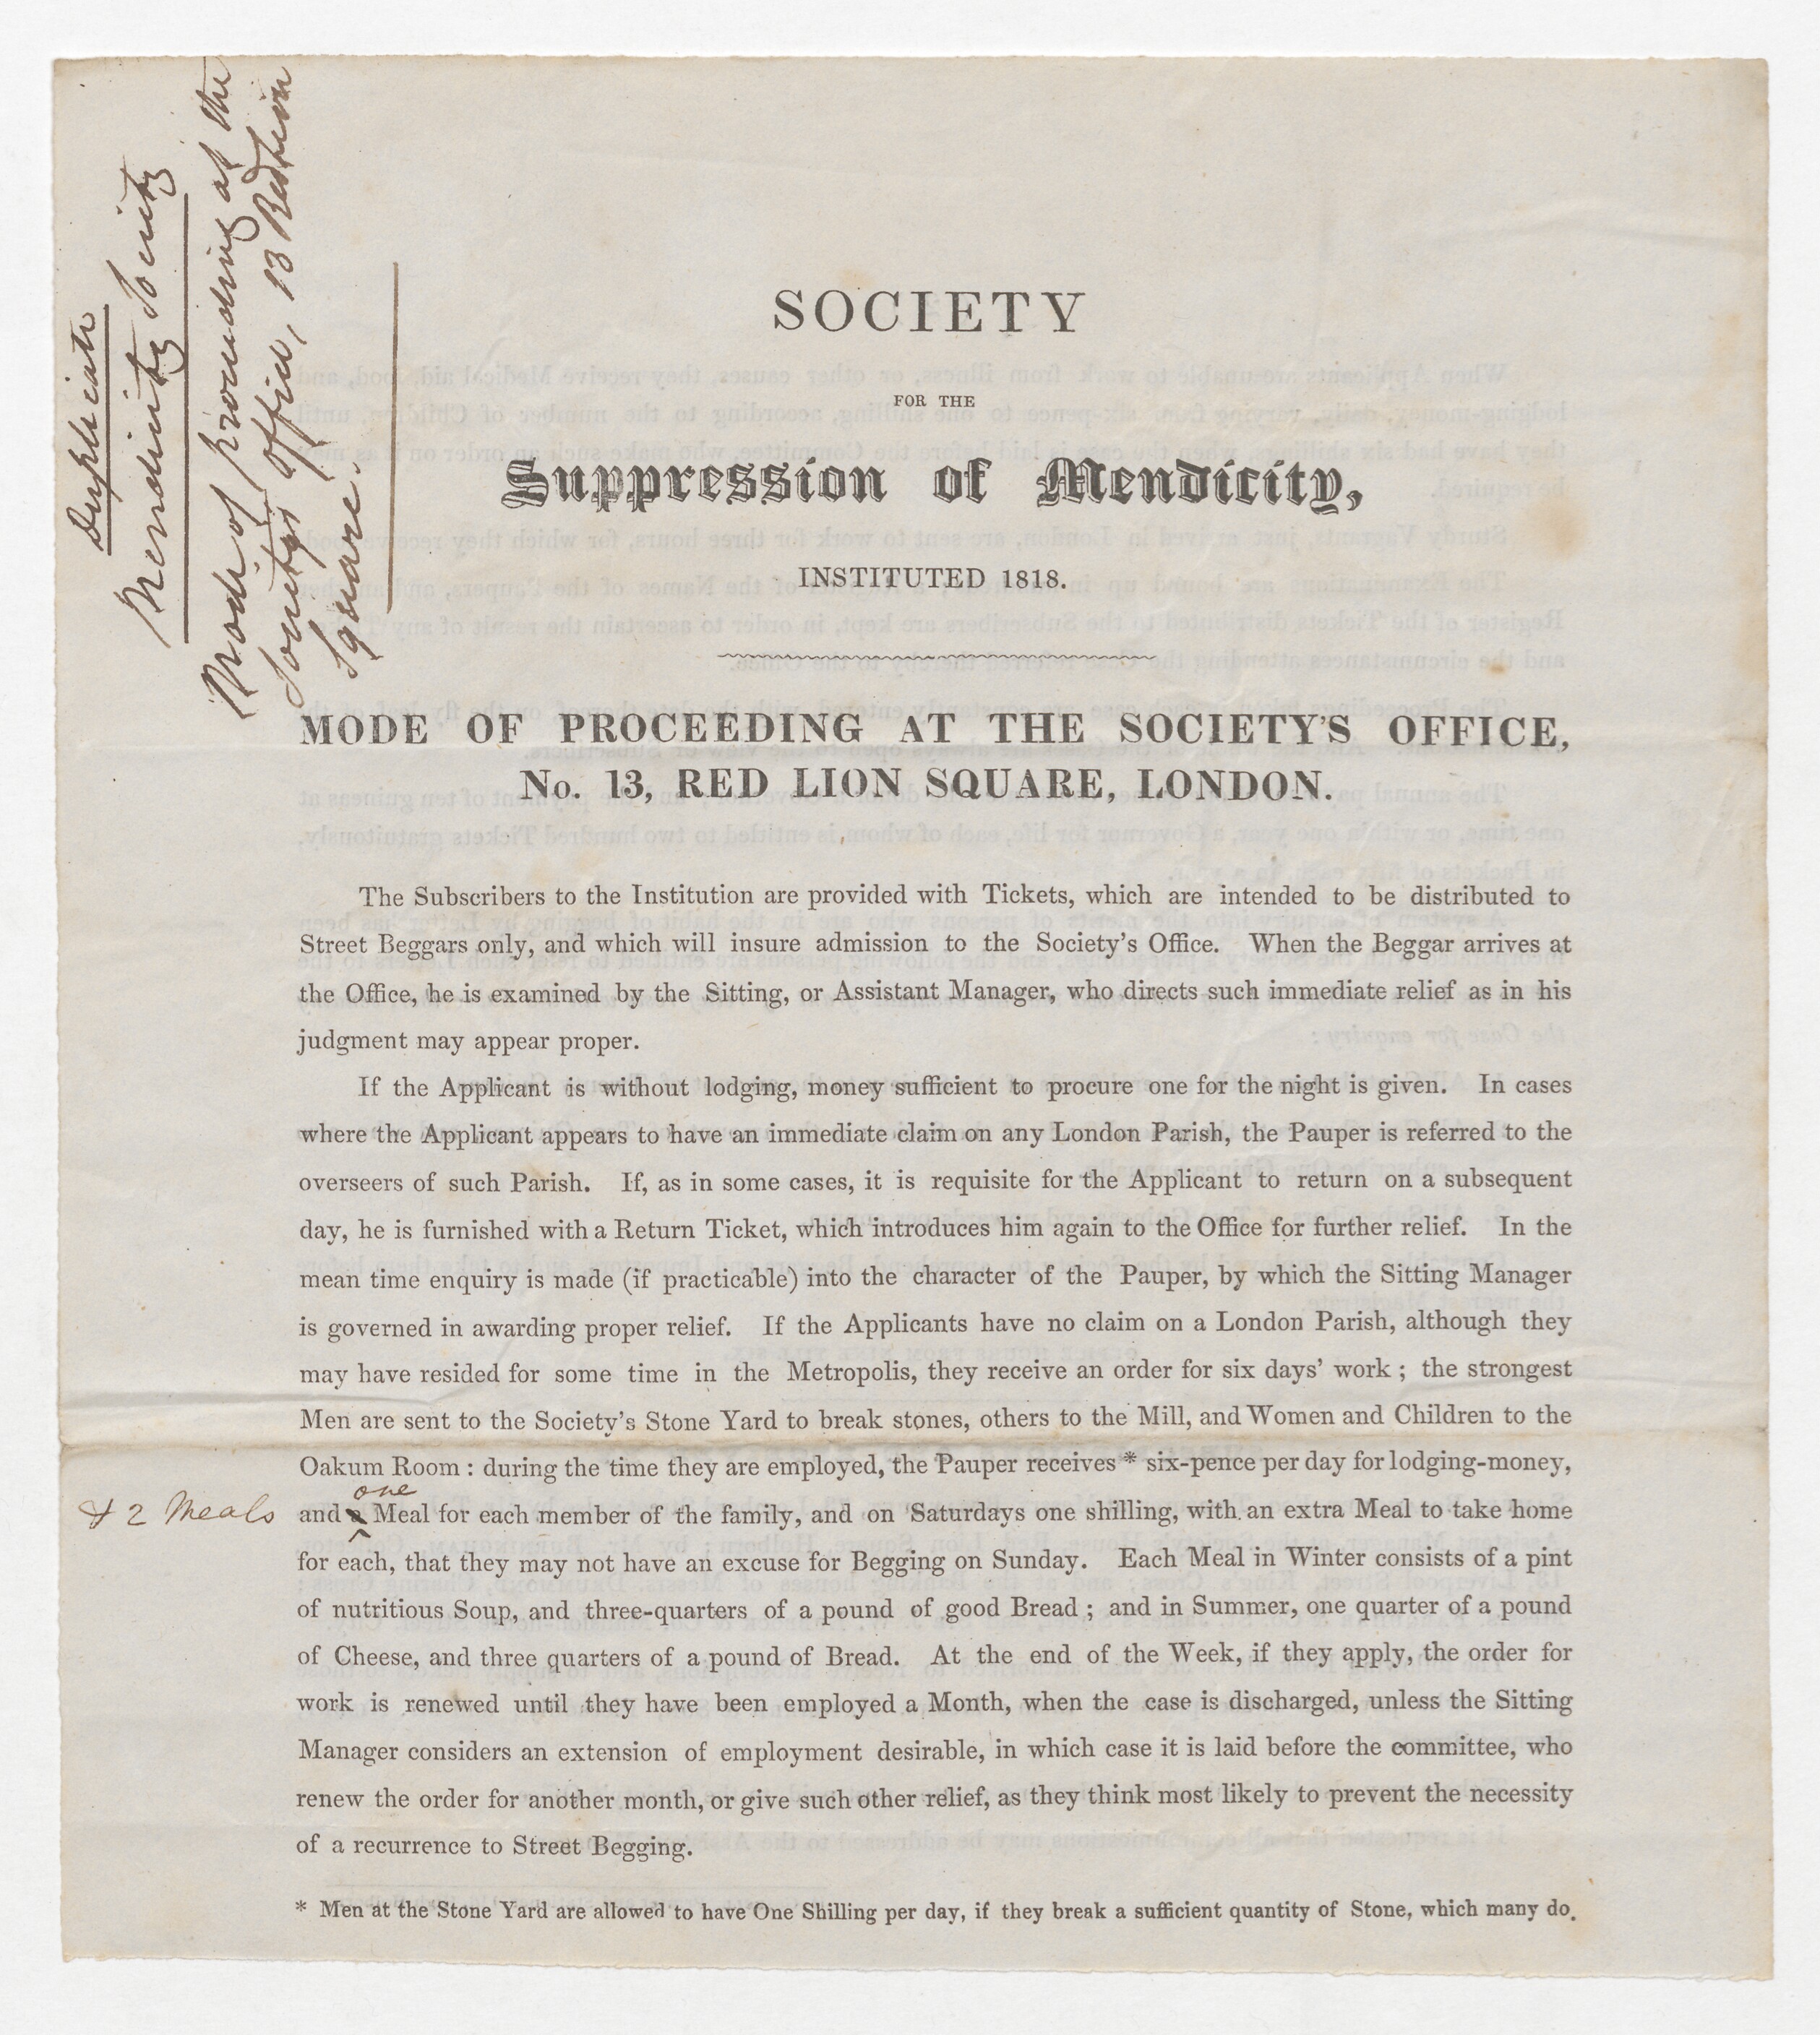 Duplicate
Mendicity Society
Mode of proceeding at the
Society's Office, 13 Red Lion
Square.
SOCIETY
FOR THE
Suppression of Mendicity,
INSTITUTED 1818.
MODE OF PROCEEDING AT THE SOCIETY'S OFFICE,
No. 13, RED LION SQUARE, LONDON.
The Subscribers to the Institution are provided with Tickets, which are intended to be distributed to
Street Beggars only, and which will insure admission to the Society's Office. When the Beggar arrives at
the Office, he is examined by the Sitting, or Assistant Manager, who directs such immediate relief as in his
judgment may appear proper.
If the Applicant is without lodging, money sufficient to procure one for the night is given. In cases
where the Applicant appears to have an immediate claim on any London Parish, the Pauper is referred to the
overseers of such Parish. If, as in some cases, it is requisite for the Applicant to return on a subsequent
day, he is furnished with a Return Ticket, which introduces him again to the Office for further relief. In the
mean time enquiry is made (if practicable) into the character of the Pauper, by which the Sitting Manager
is governed in awarding proper relief. If the Applicants have no claim on a London Parish, although they
may have resided for some time in the Metropolis, they receive an order for six days' work ; the strongest
Men are sent to the Society's Stone Yard to break stones, others to the Mill, and Women and Children to the
Oakum Room : during the time they are employed, the Pauper receives * six-pence per day for lodging-money,
one
& 2 Meals and a Meal for each member of the family, and on Saturdays one shilling, with an extra Meal to take home
for each, that they may not have an excuse for Begging on Sunday. Each Meal in Winter consists of a pint
of nutritious Soup, and three-quarters of a pound of good Bread ; and in Summer, one quarter of a pound
of Cheese, and three quarters of a pound of Bread. At the end of the Week, if they apply, the order for
work is renewed until they have been employed a Month, when the case is discharged, unless the Sitting
Manager considers an extension of employment desirable, in which case it is laid before the committee, who
renew the order for another month, or give such other relief, as they think most likely to prevent the necessity
of a recurrence to Street Begging.
* Men at the Stone Yard are allowed to have One Shilling per day, if they break a sufficient quantity of Stone, which many do.